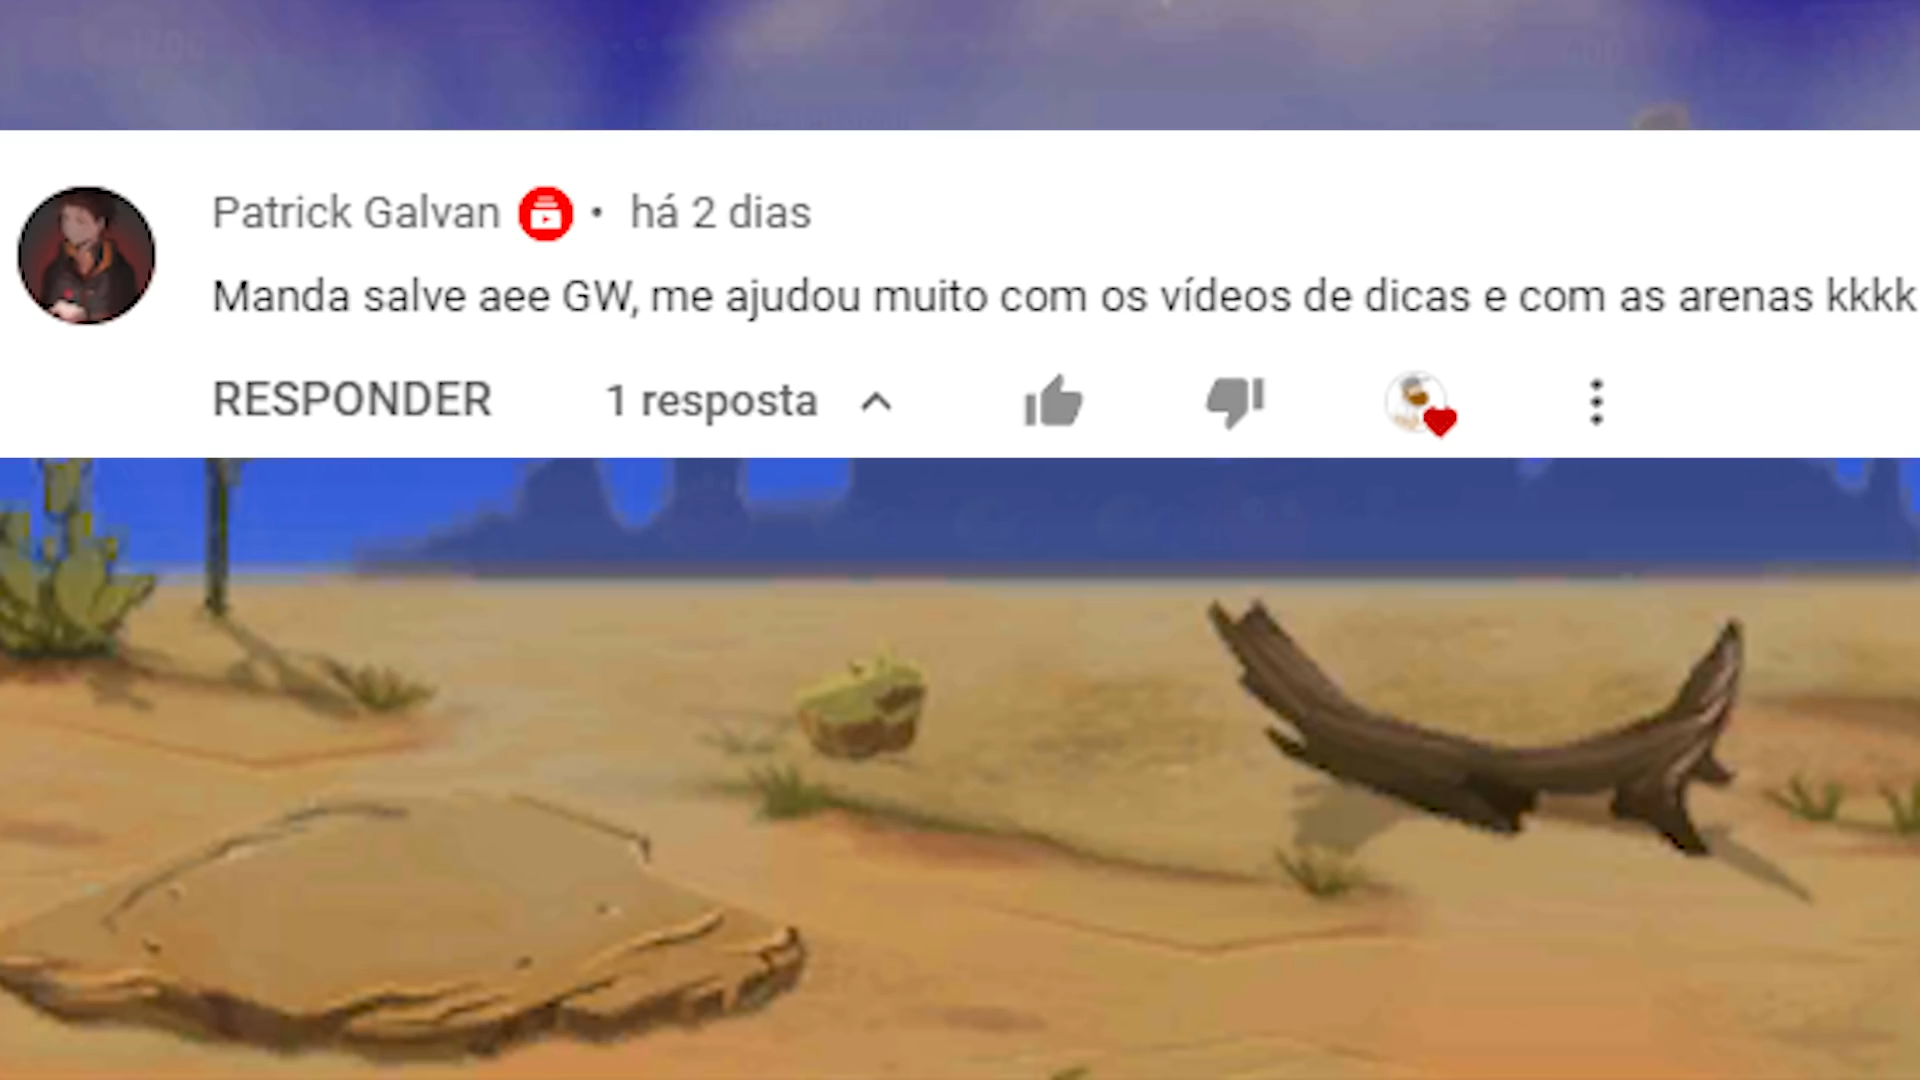 Patrick Galvan • há 2 dias
Manda salve aee GW, me ajudou muito com os vídeos de dicas e com as arenas kkkk
RESPONDER 1 resposta